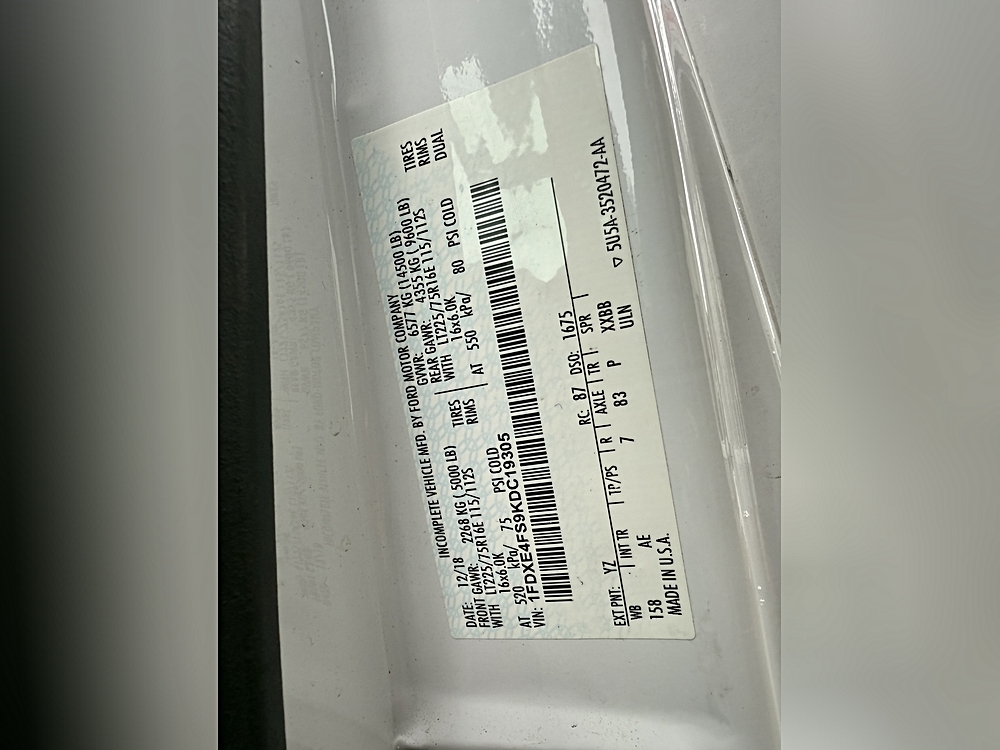 INCOMPLETE VEHICLE MFD. BY FORD MOTOR COMPANY
DATE: 12/18 GVWR: 6577 KG (14500 LB)
FRONT GAWR: 2268 KG (5000 LB) REAR GAWR: 4355 KG (9600 LB)
WITH LT225/75R16E 115/112S TIRES WITH LT225/75R16E 115/112S TIRES
16x6.0K RIMS 16x6.0K RIMS
AT 520 kPa/ 75 PSI COLD AT 550 kPa/ 80 PSI COLD DUAL
VIN: 1FDXE4FS9KDC19305
EXT PNT: YZ RC: 87 DSO: 1675
WB INT TR TP/PS R AXLE TR SPR
158 AE 7 83 P XXBB
ULN
MADE IN U.S.A. ▽ 5U5A-3520472-AA